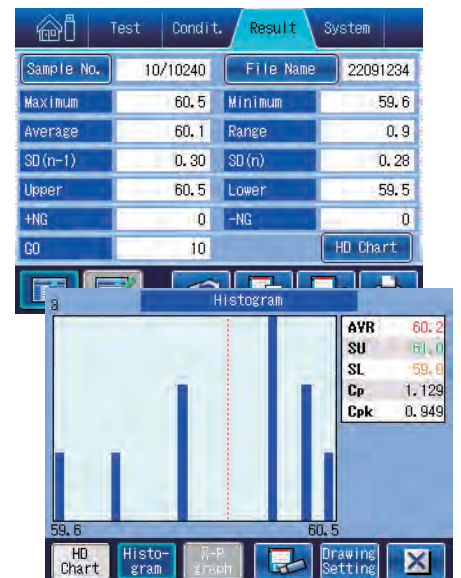 Test Condit. Result System
Sample No. 10/10240 File Name 22091234
Maximum 60.5 Minimum 59.6
Average 60.1 Range 0.9
SD(n-1) 0.30 SD(n) 0.28
Upper 60.5 Lower 59.5
+NG 0 -NG 0
GO 10 HD Chart
Histogram
AVR 60.2
SU 61.0
SL 59.0
Cp 1.129
Cpk 0.949
59.6 60.5
HD Chart
Histo-gram
graph
Drawing Setting